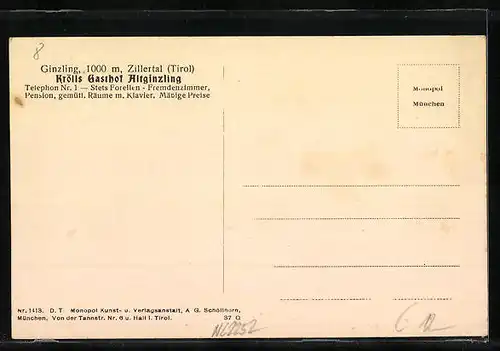 8
Ginzling, 1000 m, Zillertal (Tirol)
Krölls Gasthof Altginzling
Telephon Nr. 1 — Stets Forellen - Fremdenzimmer,
Pension, gemütl. Räume m. Klavier, Mäßige Preise
Monopol
München
Nr. 1413. D. T. Monopol Kunst- u. Verlagsanstalt, A. G. Schöllhorn,
München, Von der Tannstr. Nr. 6 u. Hall i. Tirol. 37 G